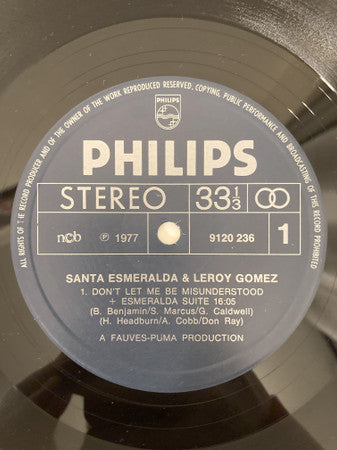 ALL RIGHTS OF THE RECORD PRODUCER AND OF THE OWNER OF THE WORK REPRODUCED RESERVED, COPYING, PUBLIC PERFORMANCE AND BROADCASTING OF THIS RECORD PROHIBITED
PHILIPS
PHILIPS
STEREO 33 1/3
ncb ℗ 1977 9120 236 1
SANTA ESMERALDA & LEROY GOMEZ
1. DON'T LET ME BE MISUNDERSTOOD
+ ESMERALDA SUITE 16:05
(B. Benjamin/S. Marcus/G. Caldwell)
(H. Headburn/A. Cobb/Don Ray)
A FAUVES-PUMA PRODUCTION